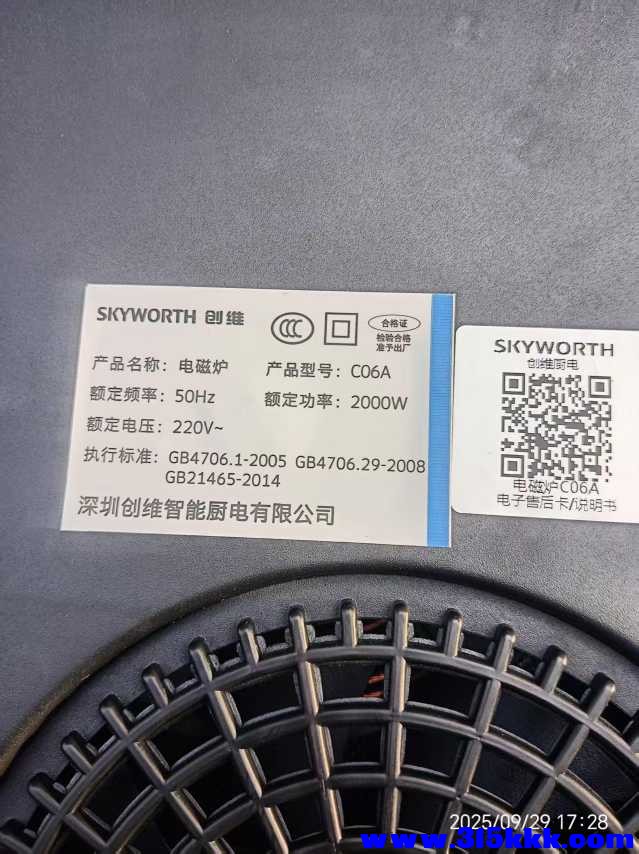 SKYWORTH 创维
CCC
合格证
检验合格
准予出厂
产品名称：电磁炉 产品型号：C06A
额定频率：50Hz 额定功率：2000W
额定电压：220V~
执行标准：GB4706.1-2005 GB4706.29-2008
GB21465-2014
深圳创维智能厨电有限公司
SKYWORTH
创维厨电
电磁炉C06A
电子售后卡/说明书
2025/09/29 17:28
www.315kkk.com